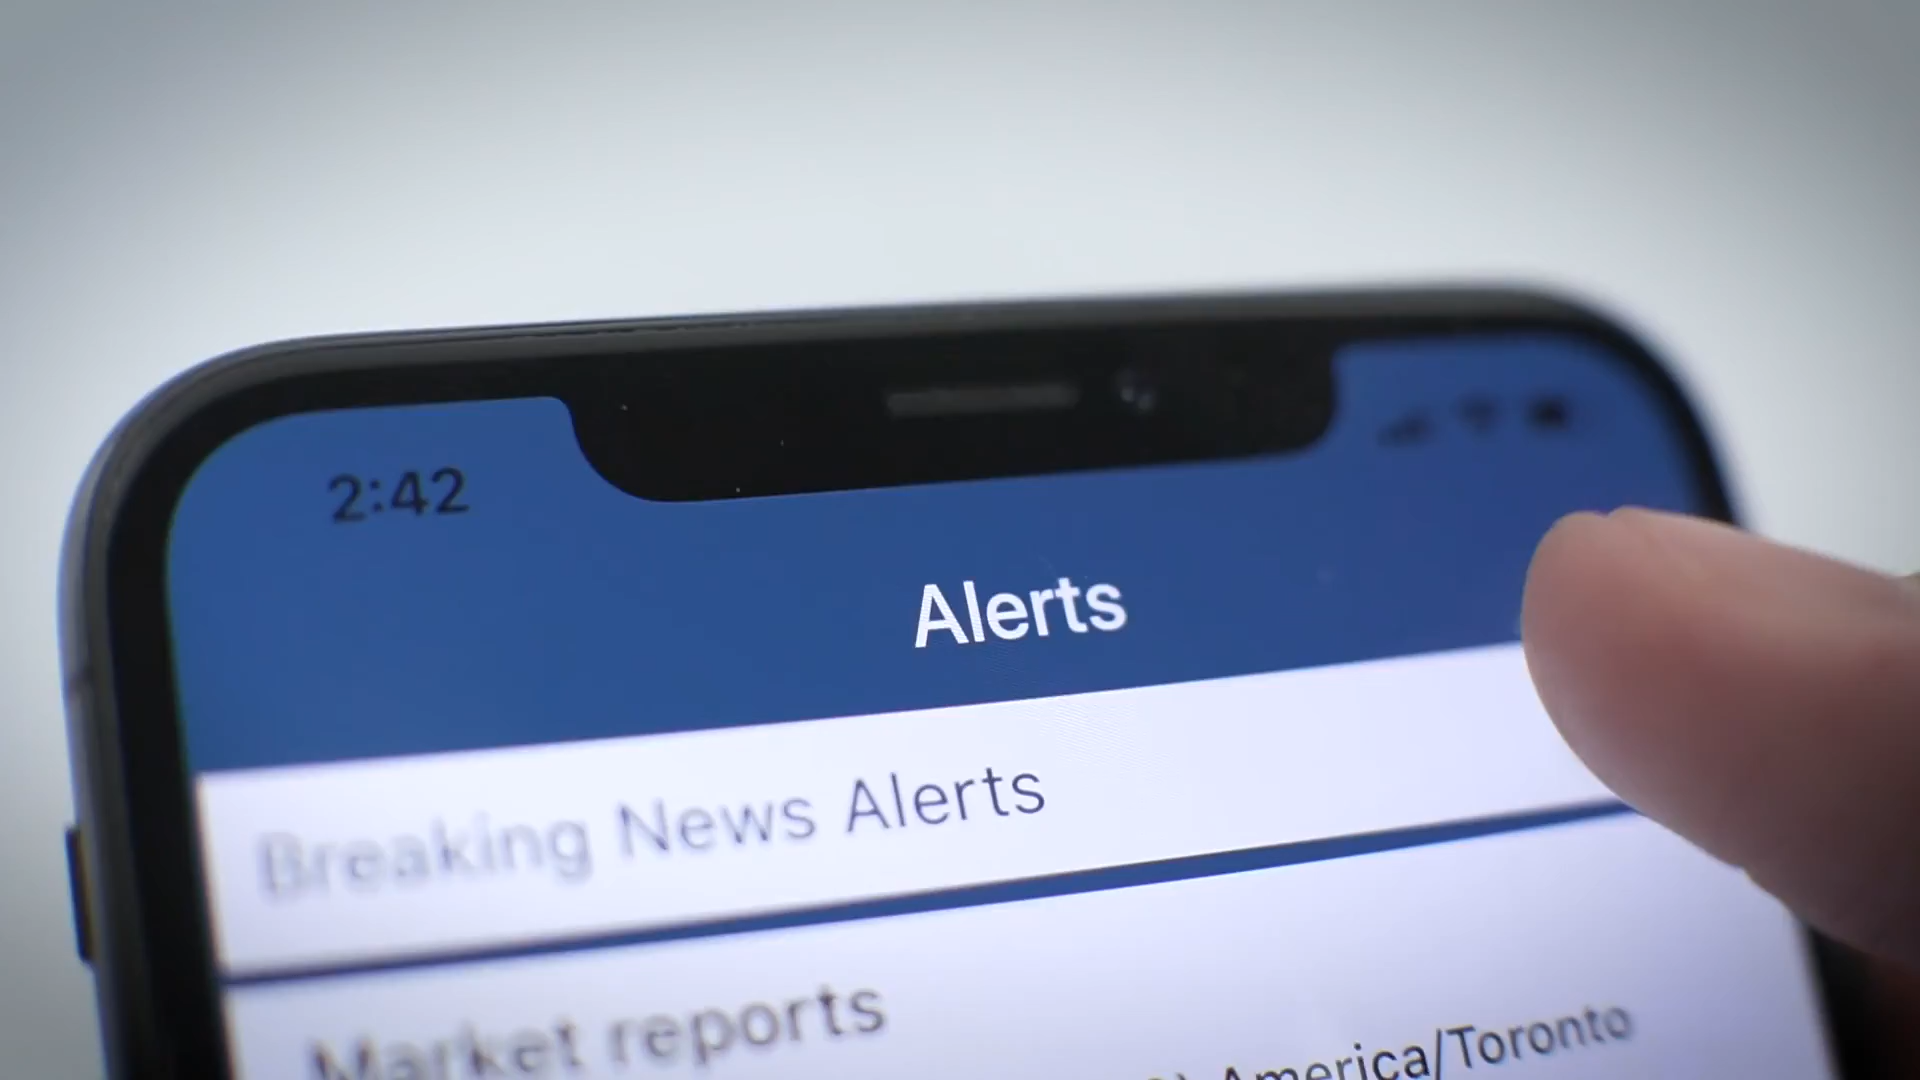 2:42
Alerts
Breaking News Alerts
Market reports
America/Toronto